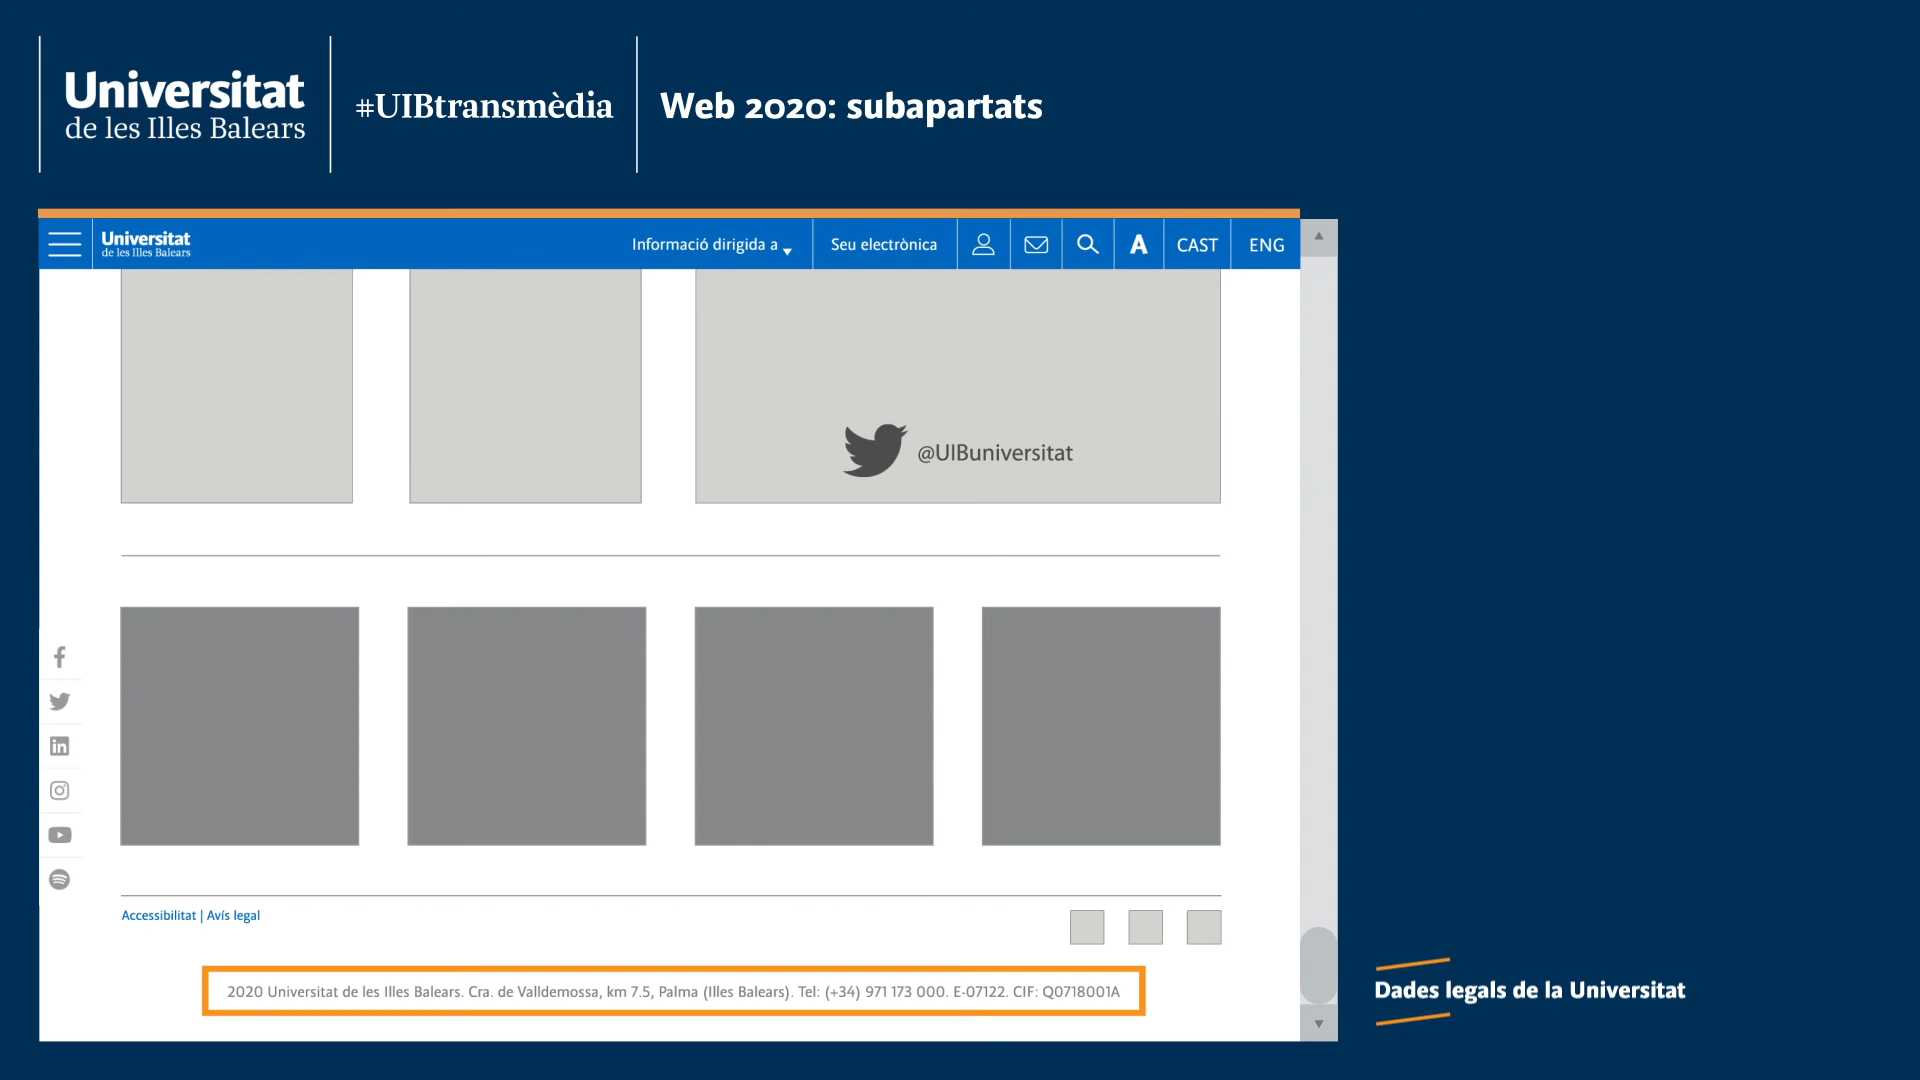 Universitat
de les Illes Balears
#UIBtransmèdia
Web 2020: subapartats
Universitat
de les Illes Balears
Informació dirigida a
Seu electrònica
A
CAST
ENG
@UIBuniversitat
Accessibilitat | Avís legal
2020 Universitat de les Illes Balears. Cra. de Valldemossa, km 7.5, Palma (Illes Balears). Tel: (+34) 971 173 000. E-07122. CIF: Q0718001A
Dades legals de la Universitat